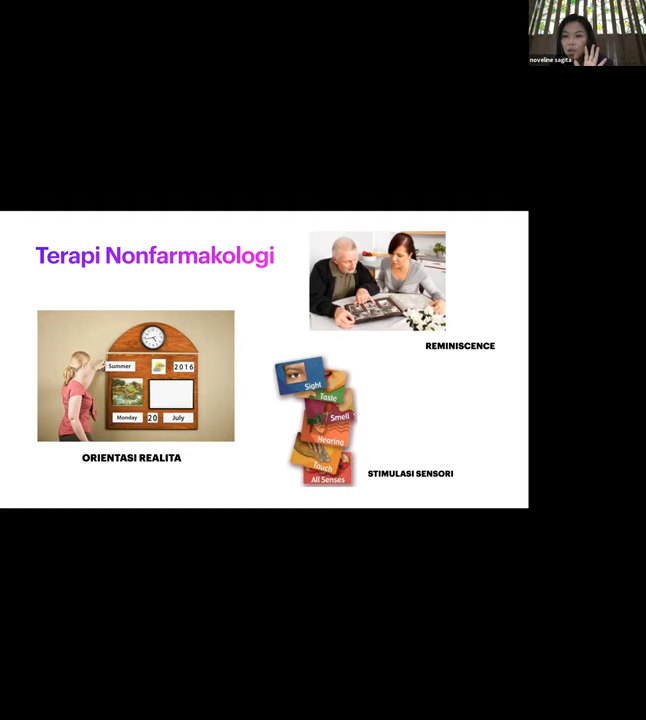 noveline sagita
Terapi Nonfarmakologi
REMINISCENCE
Summer
2016
Monday 20 July
ORIENTASI REALITA
Sight
Taste
Smell
Hearing
Touch
All Senses
STIMULASI SENSORI